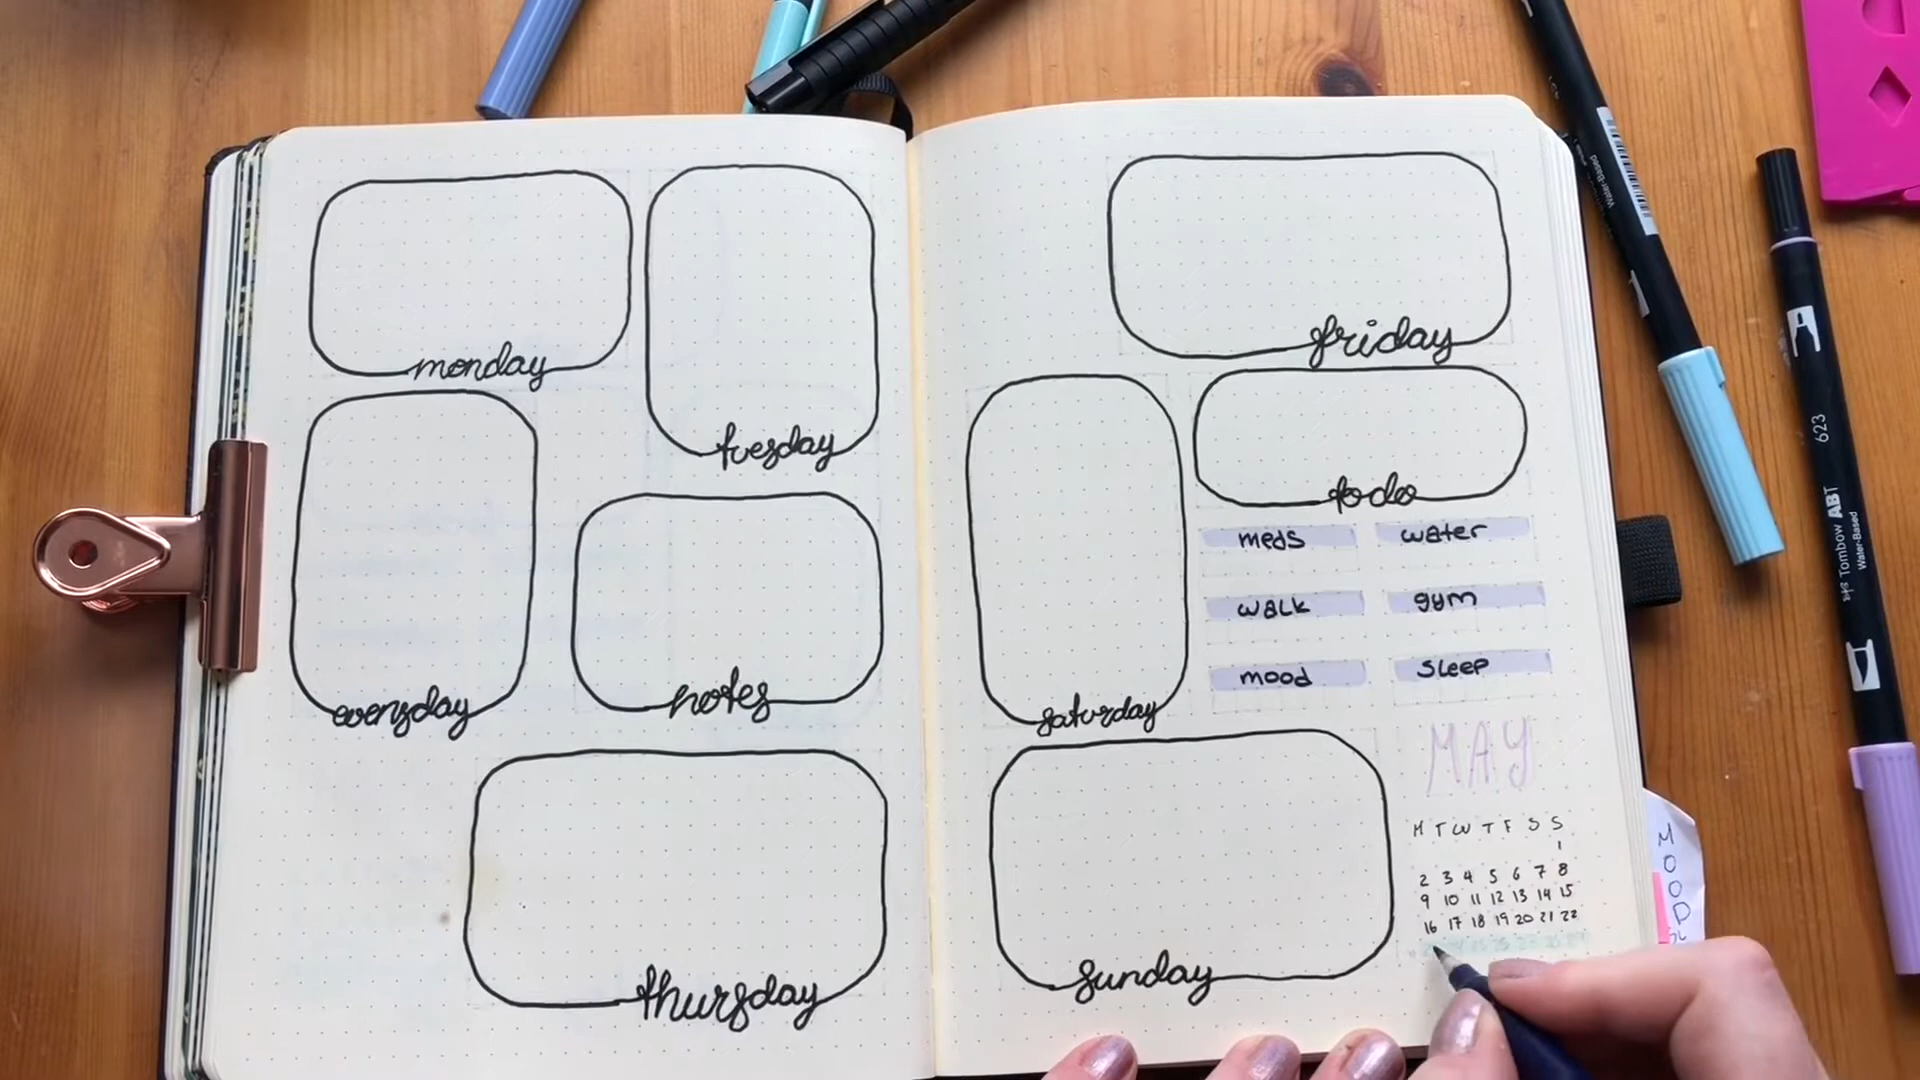 monday
tuesday
everyday
notes
thursday
friday
to do
saturday
meds
water
walk
gym
mood
sleep
sunday
MAY
M T W T F S S
1
2 3 4 5 6 7 8
9 10 11 12 13 14 15
16 17 18 19 20 21 22
MOOD
623
Tombow ABT
Water-Based
Water-Based